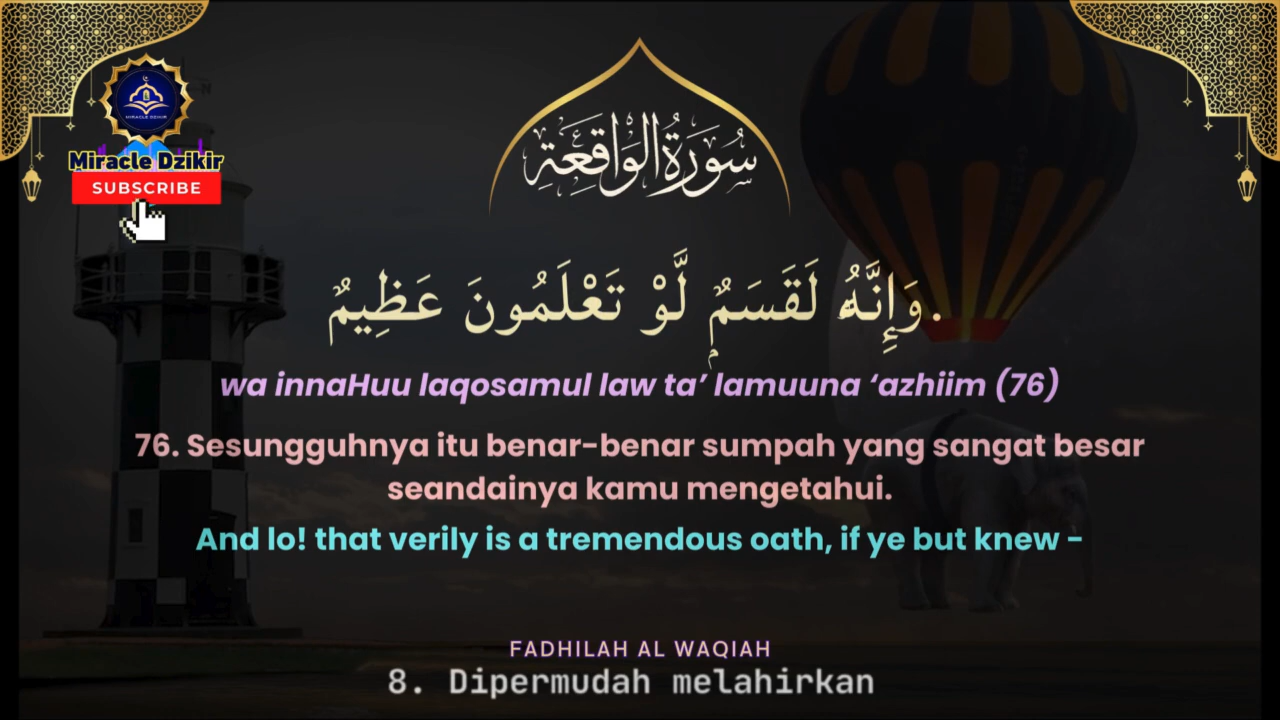 MIRACLE DZIKIR
Miracle Dzikir
SUBSCRIBE
سُورَةُ الْوَاقِعَةِ
.وَإِنَّهُ لَقَسَمٌ لَّوْ تَعْلَمُونَ عَظِيمٌ
wa innaHuu laqosamul law ta’ lamuuna ‘azhiim (76)
76. Sesungguhnya itu benar-benar sumpah yang sangat besar
seandainya kamu mengetahui.
And lo! that verily is a tremendous oath, if ye but knew -
FADHILAH AL WAQIAH
8. Dipermudah melahirkan